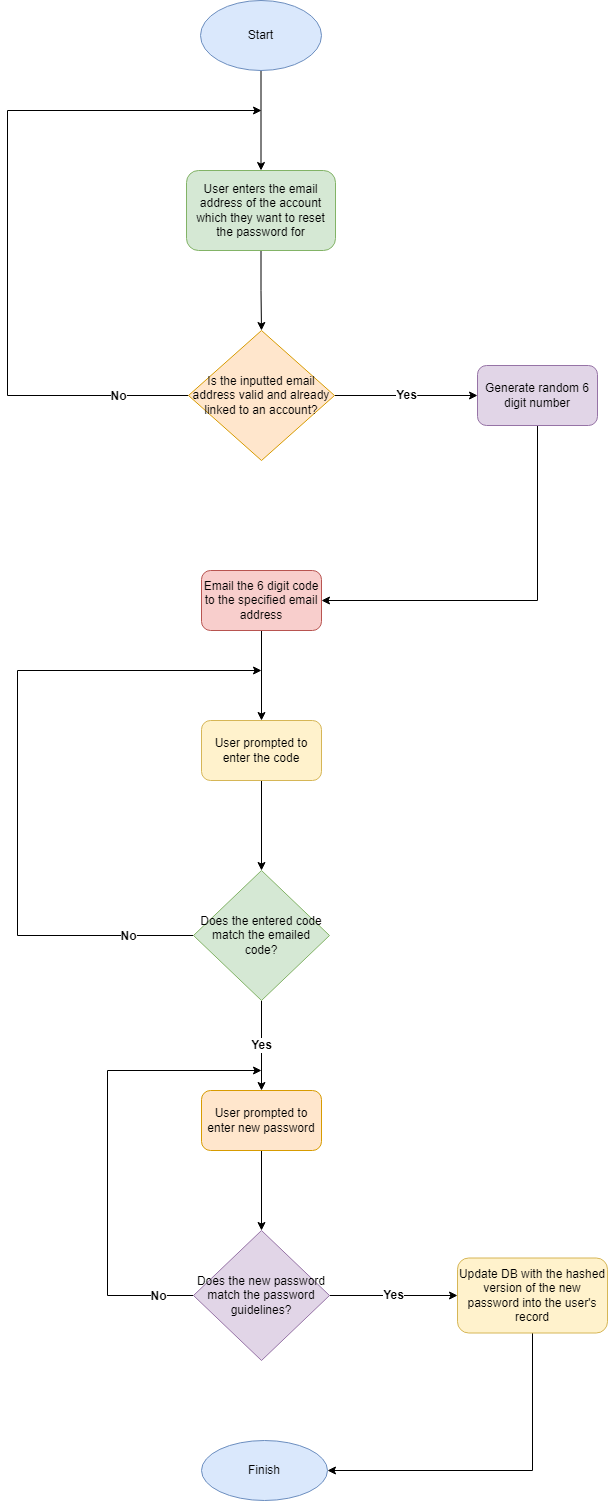 Start
User enters the email
address of the account
which they want to reset
the password for
Is the inputted email
address valid and already
linked to an account?
No
Yes
Generate random 6
digit number
Email the 6 digit code
to the specified email
address
User prompted to
enter the code
Does the entered code
match the emailed
code?
No
Yes
User prompted to
enter new password
Does the new password
match the password
guidelines?
No
Yes
Update DB with the hashed
version of the new
password into the user's
record
Finish